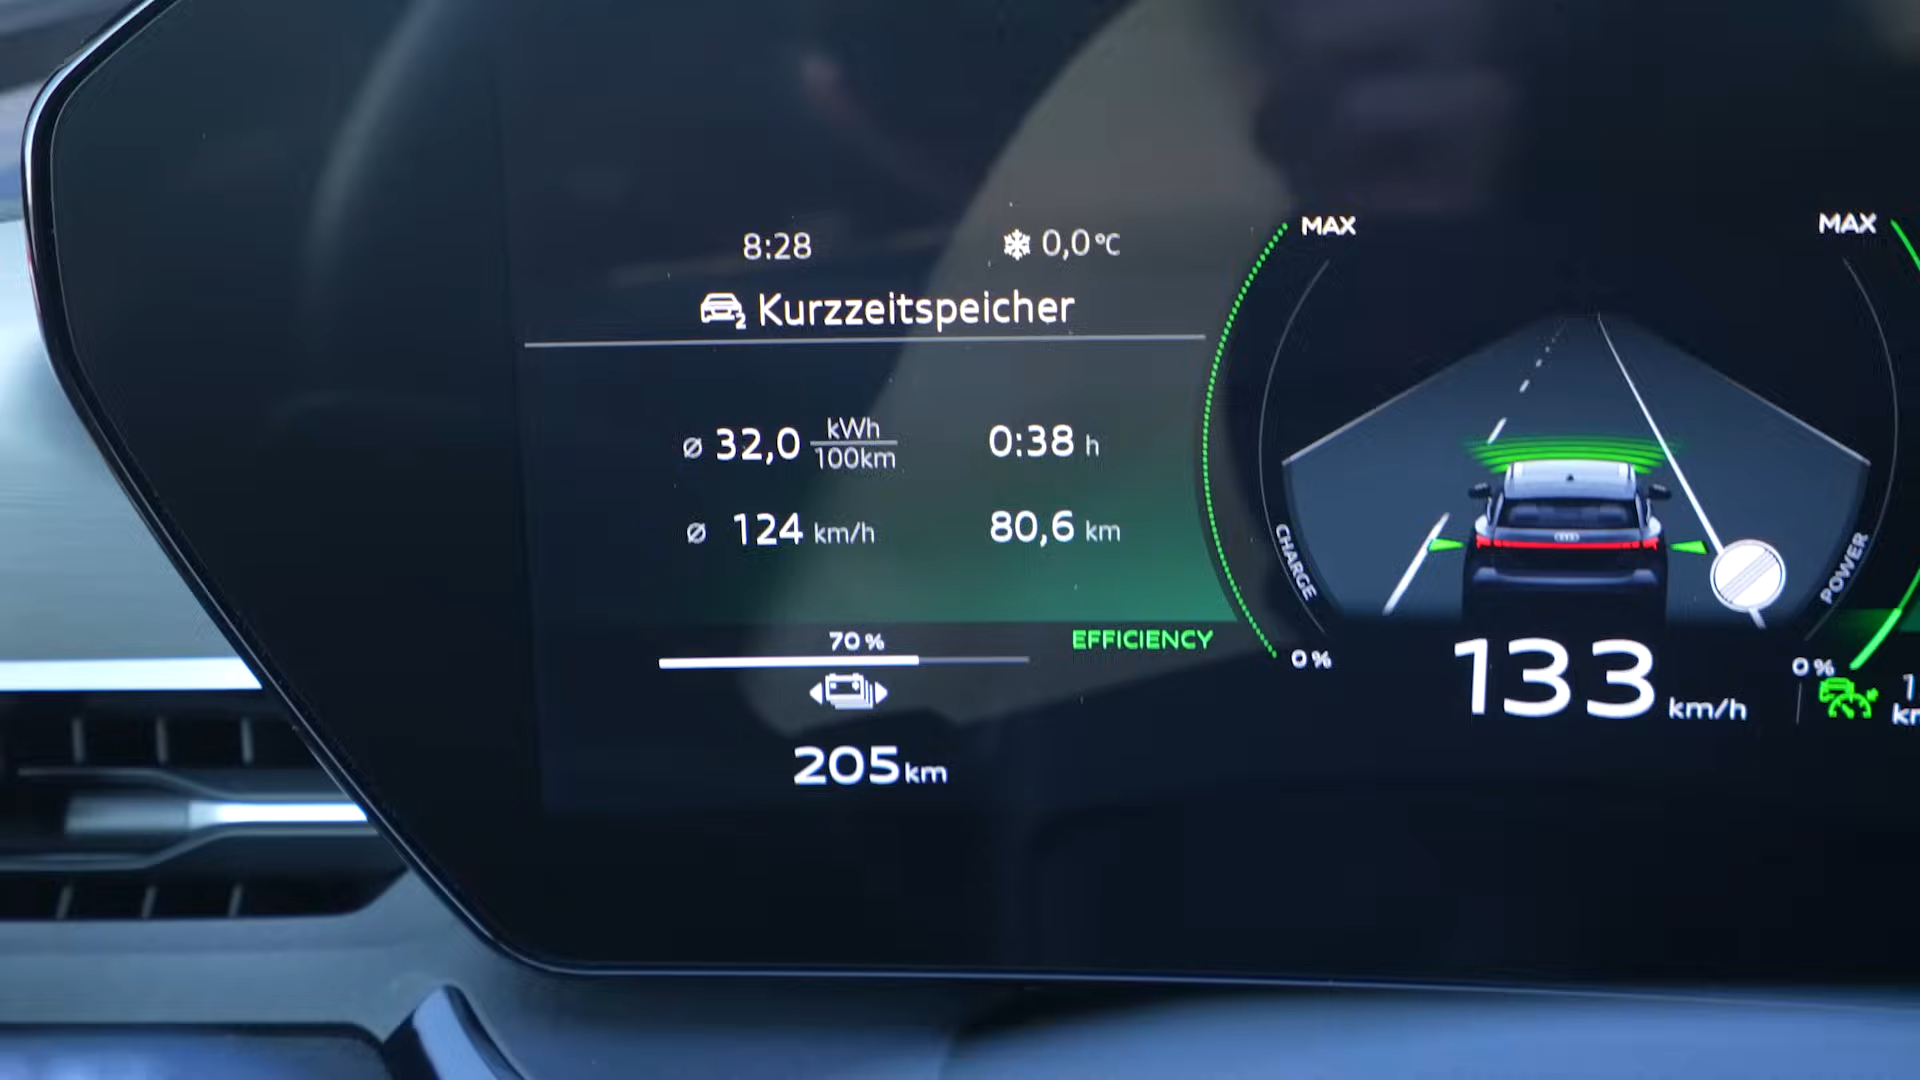 8:28
0,0°C
2 Kurzzeitspeicher
ø 32,0 kWh/100km
0:38 h
ø 124 km/h
80,6 km
70 %
EFFICIENCY
205 km
MAX
MAX
CHARGE
POWER
0 %
0 %
133 km/h